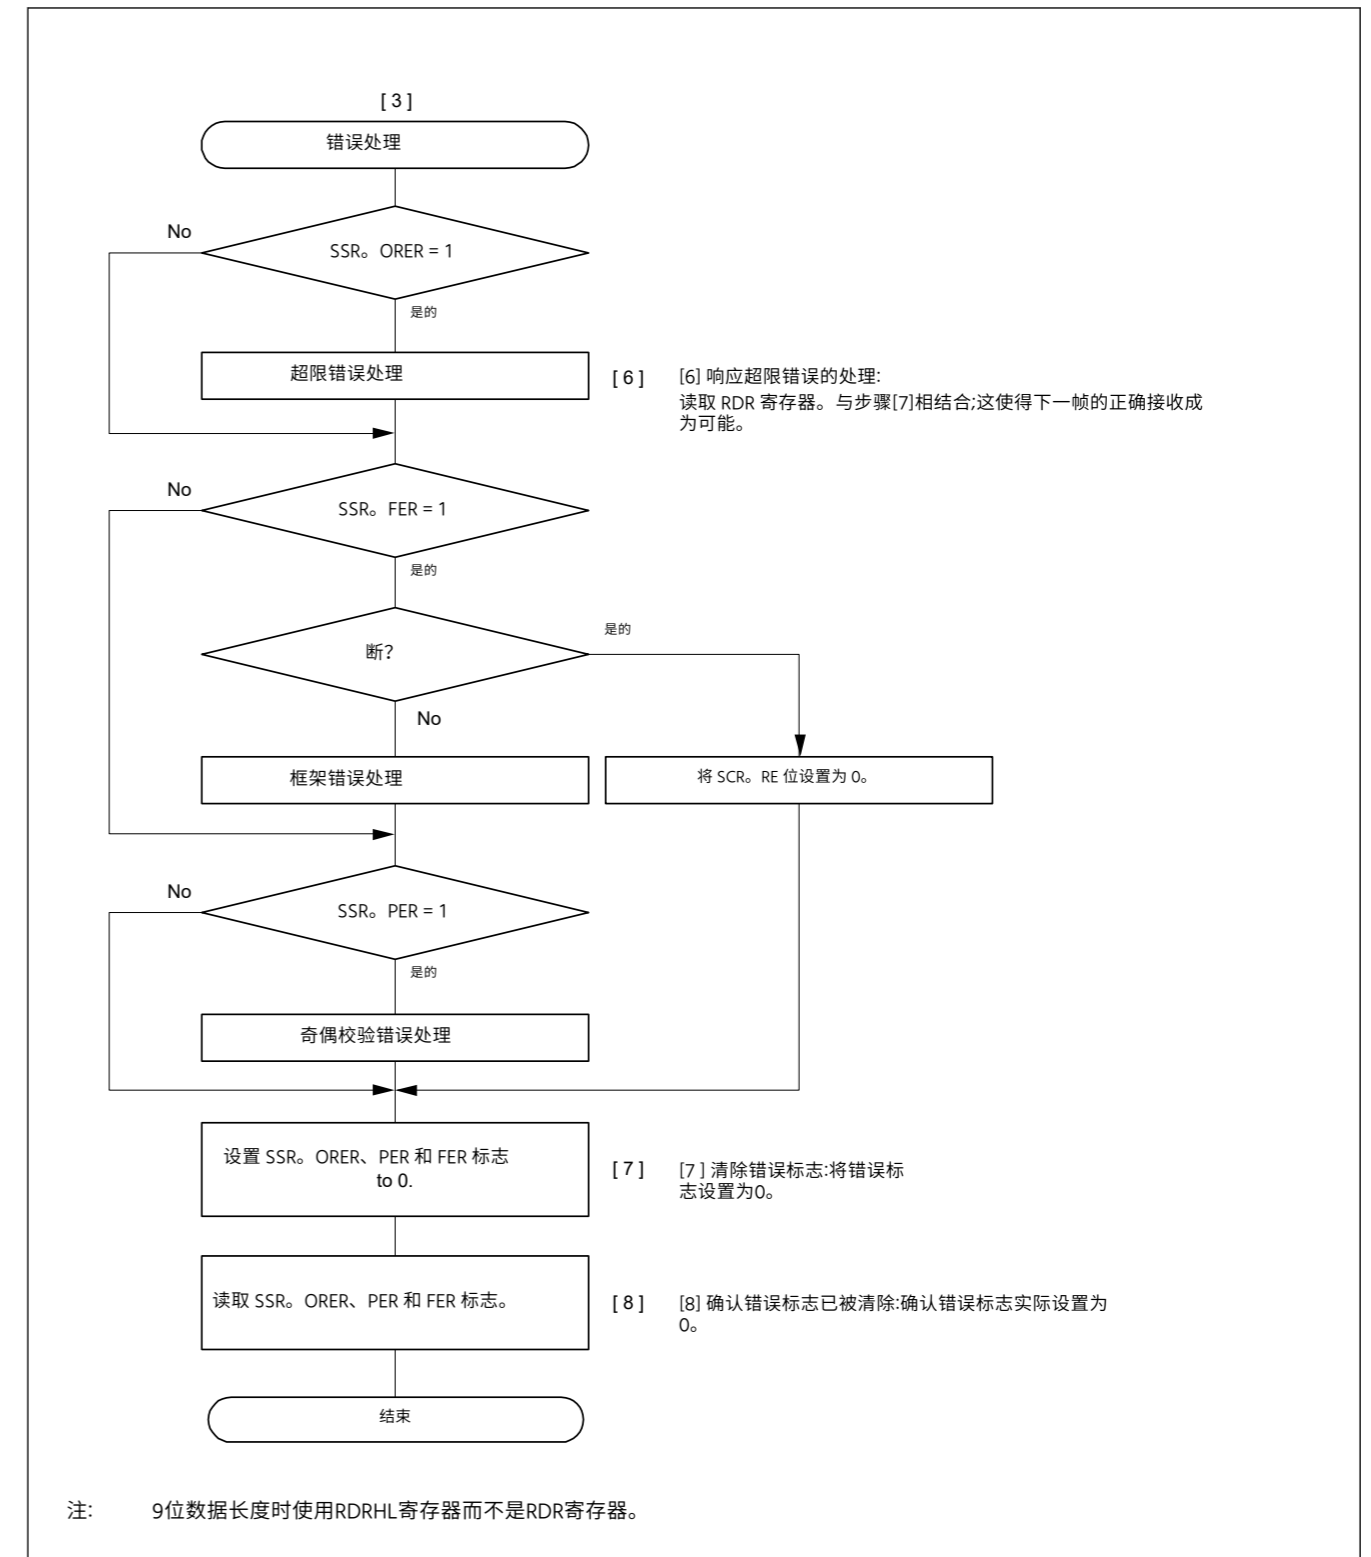 [ 3 ]
错误处理
No
SSR。ORER = 1
是的
超限错误处理
[ 6 ]
[6] 响应超限错误的处理:
读取 RDR 寄存器。与步骤[7]相结合;这使得下一帧的正确接收成
为可能。
No
SSR。FER = 1
是的
断?
是的
No
框架错误处理
将 SCR。RE 位设置为 0。
No
SSR。PER = 1
是的
奇偶校验错误处理
设置 SSR。ORER、PER 和 FER 标志
to 0.
[ 7 ]
[7 ] 清除错误标志:将错误标
志设置为0。
读取 SSR。ORER、PER 和 FER 标志。
[ 8 ]
[8] 确认错误标志已被清除:确认错误标志实际设置为
0。
结束
注: 9位数据长度时使用RDRHL寄存器而不是RDR寄存器。